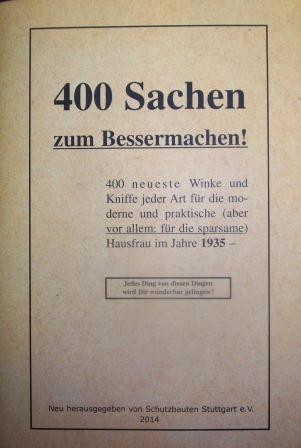 400 Sachen
zum Bessermachen!
400 neueste Winke und
Kniffe jeder Art für die mo-
derne und praktische (aber
vor allem: für die sparsame)
Hausfrau im Jahre 1935 –
Jedes Ding von diesen Dingen
wird Dir wunderbar gelingen!
Neu herausgegeben von Schutzbauten Stuttgart e.V.
2014